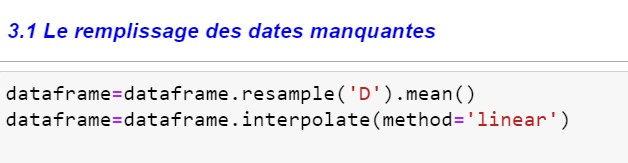 3.1 Le remplissage des dates manquantes
dataframe=dataframe.resample('D').mean()
dataframe=dataframe.interpolate(method='linear')